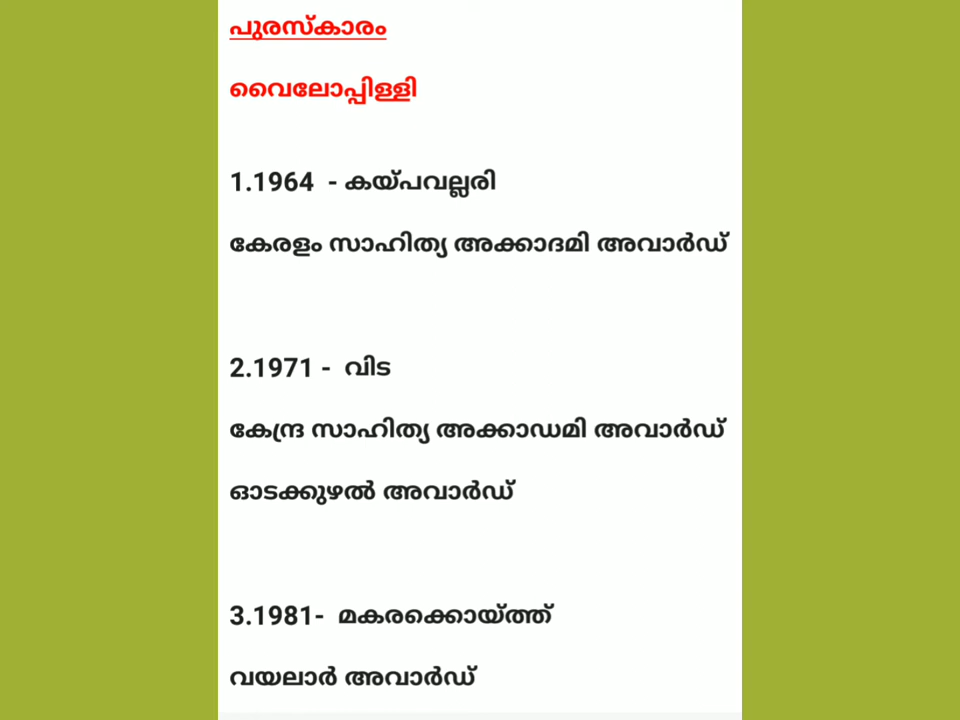 പുരസ്കാരം
വൈലോപ്പിള്ളി
1.1964 - കയ്പവല്ലരി
കേരളം സാഹിത്യ അക്കാദമി അവാർഡ്
2.1971 - വിട
കേന്ദ്ര സാഹിത്യ അക്കാഡമി അവാർഡ്
ഓടക്കുഴൽ അവാർഡ്
3.1981- മകരക്കൊയ്ത്ത്
വയലാർ അവാർഡ്